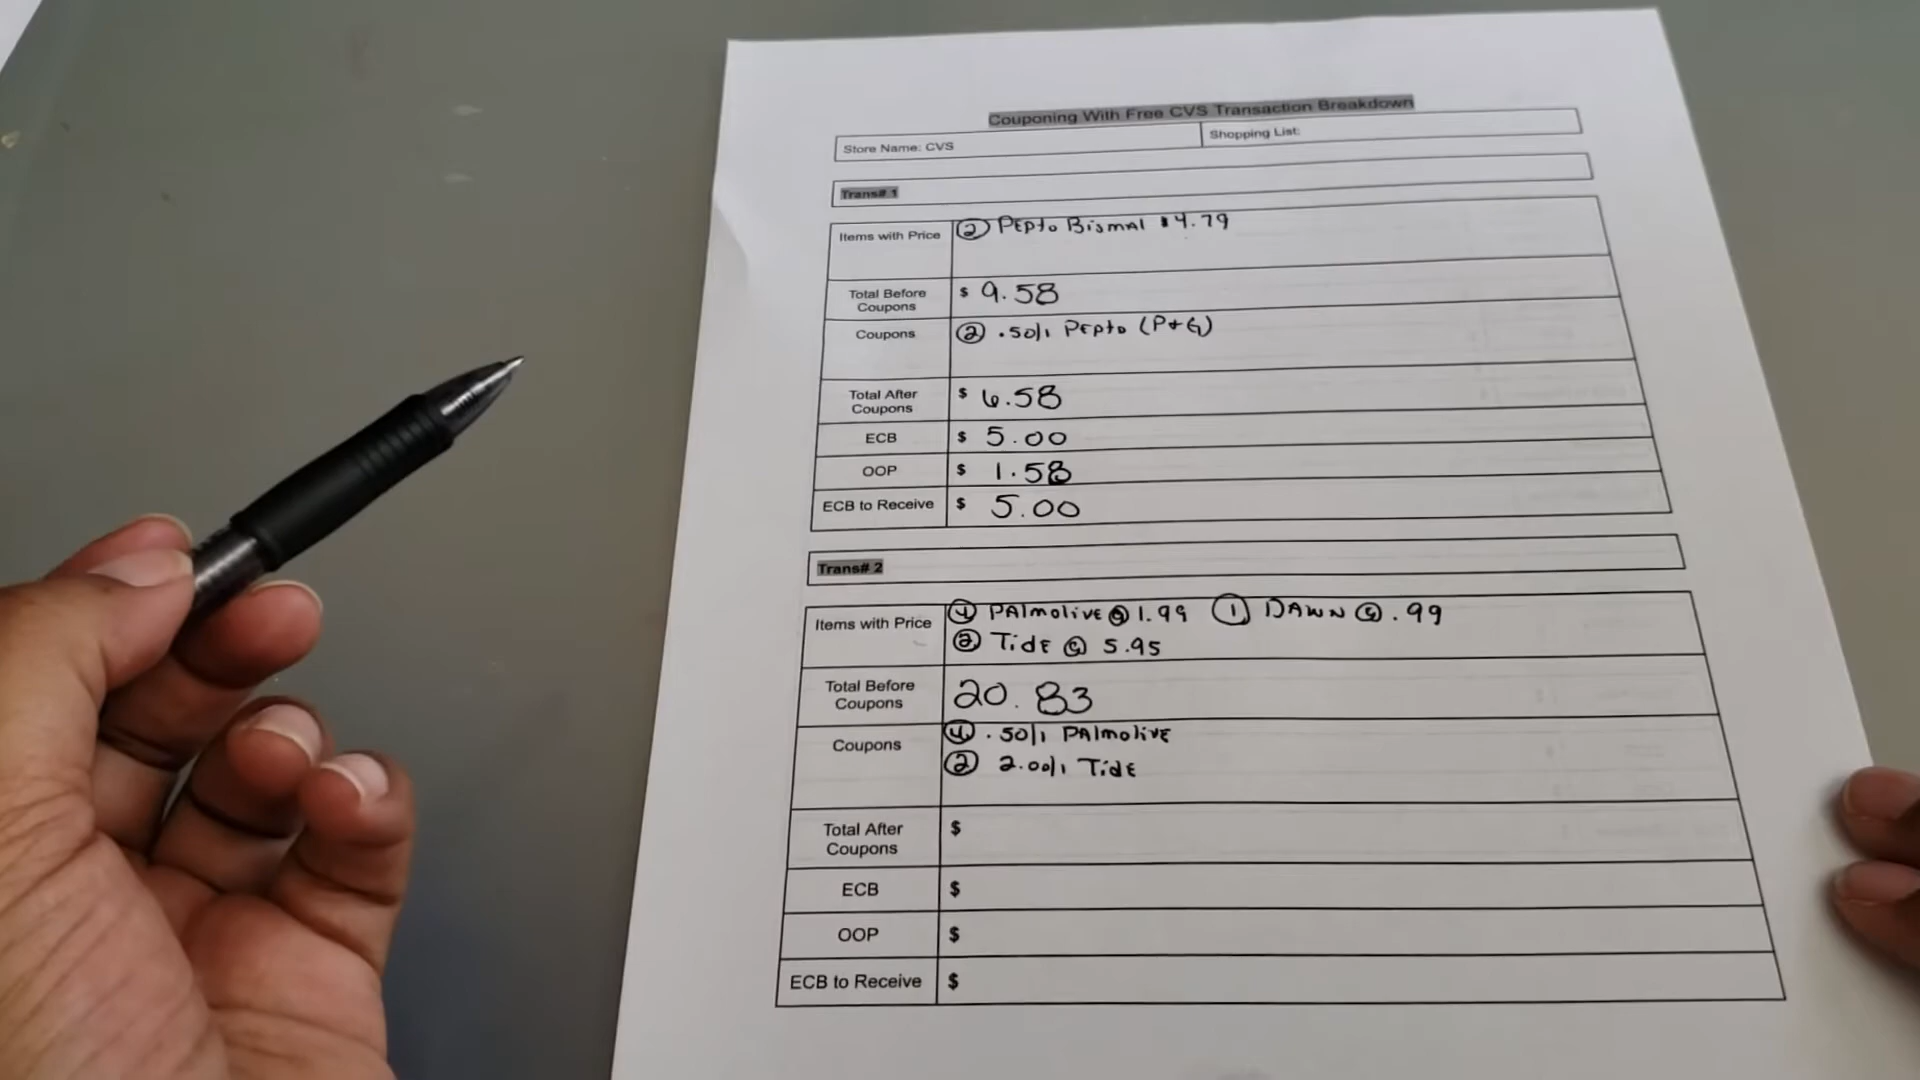 Couponing With Free CVS Transaction Breakdown
Store Name: CVS
Shopping List:
Trans# 1
Items with Price
② PEpto BismAl $4.79
Total Before Coupons
$ 9.58
Coupons
② .50/1 PEpto (P+G)
Total After Coupons
$ 6.58
ECB
$ 5.00
OOP
$ 1.58
ECB to Receive
$ 5.00
Trans# 2
Items with Price
④ PAlmolivE @ 1.99 ① DAWN @ .99
② TidE @ 5.95
Total Before Coupons
20.83
Coupons
④ .50/1 PAlmolivE
② 2.00/1 TidE
Total After Coupons
$
ECB
$
OOP
$
ECB to Receive
$